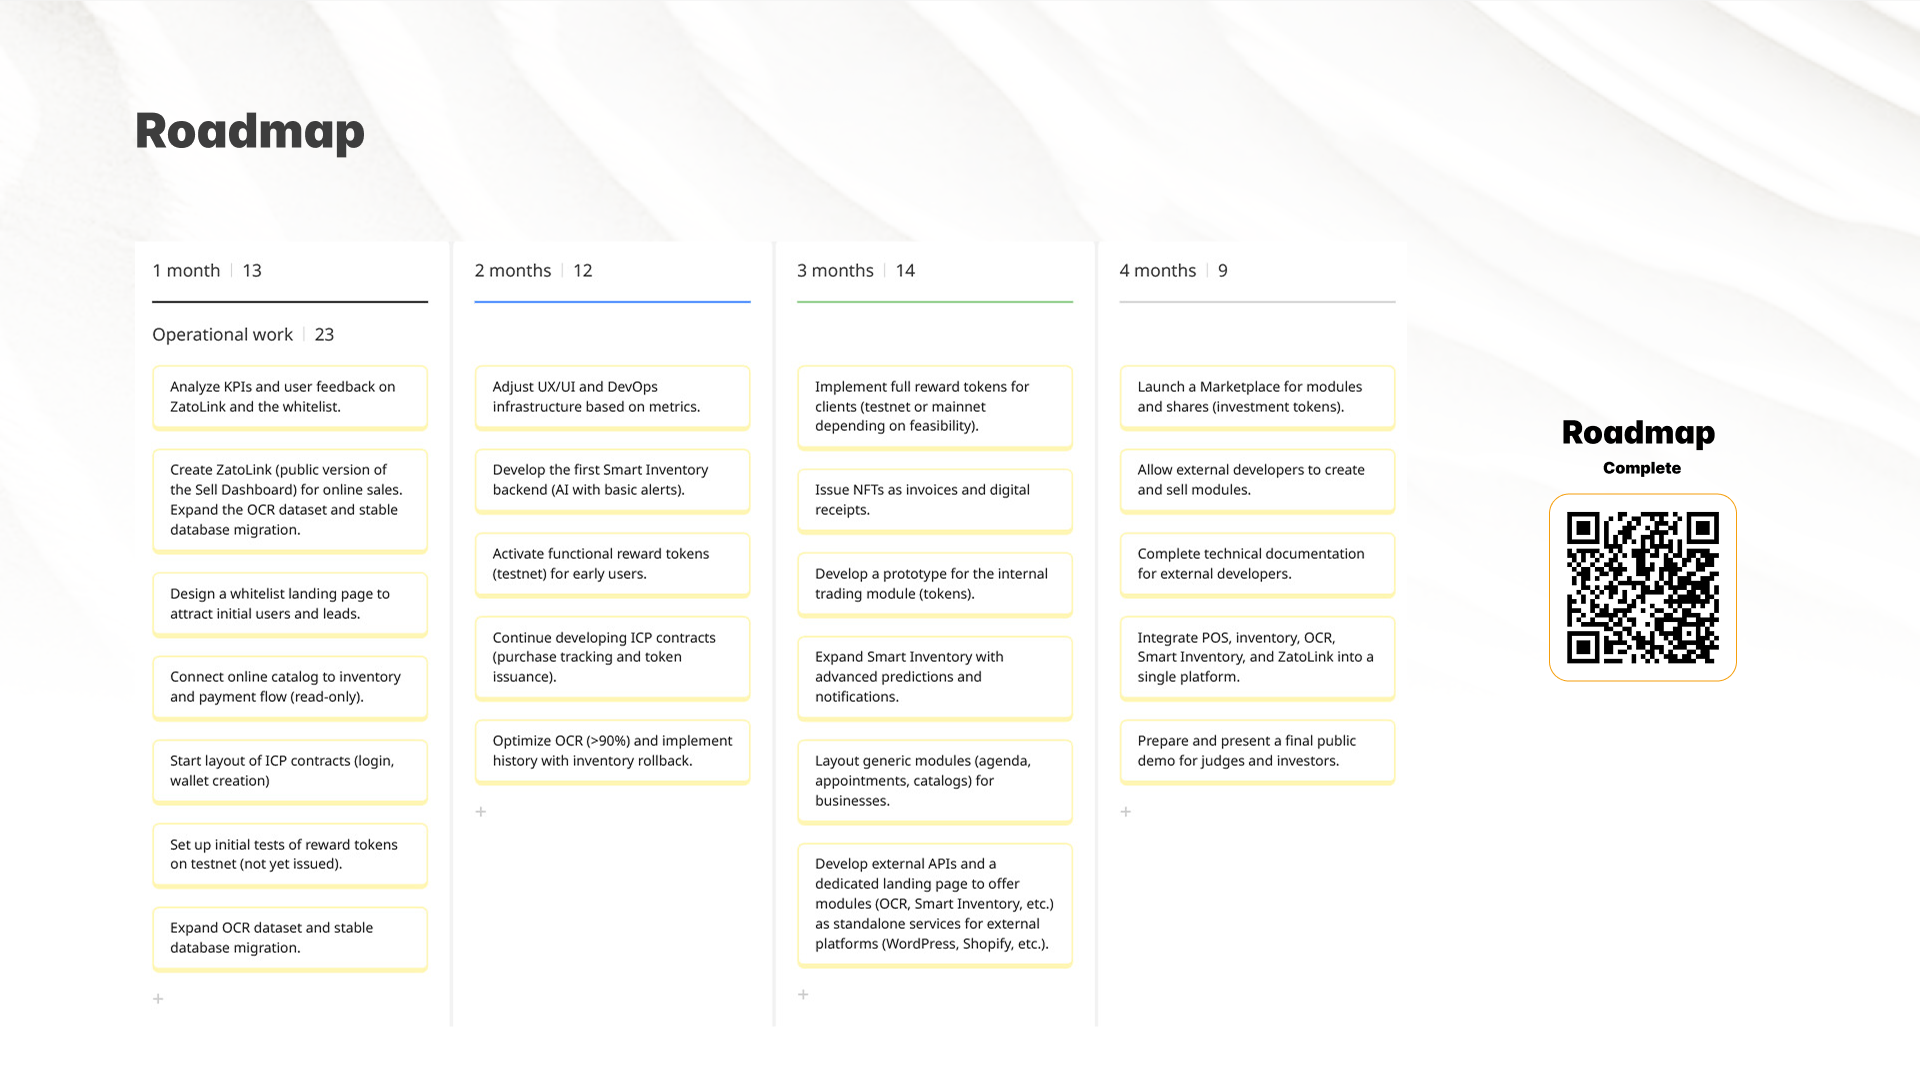 Roadmap
1 month | 13
Operational work | 23
Analyze KPIs and user feedback on
ZatoLink and the whitelist.
Create ZatoLink (public version of
the Sell Dashboard) for online sales.
Expand the OCR dataset and stable
database migration.
Design a whitelist landing page to
attract initial users and leads.
Connect online catalog to inventory
and payment flow (read-only).
Start layout of ICP contracts (login,
wallet creation)
Set up initial tests of reward tokens
on testnet (not yet issued).
Expand OCR dataset and stable
database migration.
+
2 months | 12
Adjust UX/UI and DevOps
infrastructure based on metrics.
Develop the first Smart Inventory
backend (AI with basic alerts).
Activate functional reward tokens
(testnet) for early users.
Continue developing ICP contracts
(purchase tracking and token
issuance).
Optimize OCR (>90%) and implement
history with inventory rollback.
+
3 months | 14
Implement full reward tokens for
clients (testnet or mainnet
depending on feasibility).
Issue NFTs as invoices and digital
receipts.
Develop a prototype for the internal
trading module (tokens).
Expand Smart Inventory with
advanced predictions and
notifications.
Layout generic modules (agenda,
appointments, catalogs) for
businesses.
Develop external APIs and a
dedicated landing page to offer
modules (OCR, Smart Inventory, etc.)
as standalone services for external
platforms (WordPress, Shopify, etc.).
+
4 months | 9
Launch a Marketplace for modules
and shares (investment tokens).
Allow external developers to create
and sell modules.
Complete technical documentation
for external developers.
Integrate POS, inventory, OCR,
Smart Inventory, and ZatoLink into a
single platform.
Prepare and present a final public
demo for judges and investors.
+
Roadmap
Complete